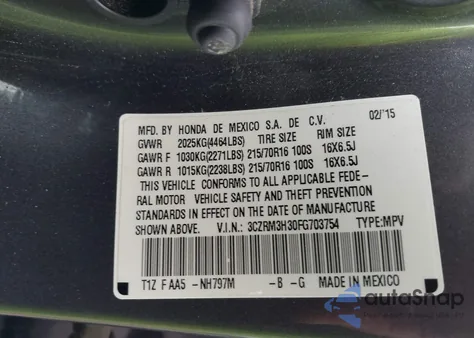 MFD. BY HONDA DE MEXICO S.A. DE C.V. 02/'15
GVWR 2025KG(4464LBS) TIRE SIZE RIM SIZE
GAWR F 1030KG(2271LBS) 215/70R16 100S 16X6.5J
GAWR R 1015KG(2238LBS) 215/70R16 100S 16X6.5J
THIS VEHICLE CONFORMS TO ALL APPLICABLE FEDE-
RAL MOTOR VEHICLE SAFETY AND THEFT PREVENTION
STANDARDS IN EFFECT ON THE DATE OF MANUFACTURE
SHOWN ABOVE. V.I.N.: 3CZRM3H30FG703754 TYPE:MPV
T1Z F AA5 -NH797M -B -G MADE IN MEXICO
autoSnap